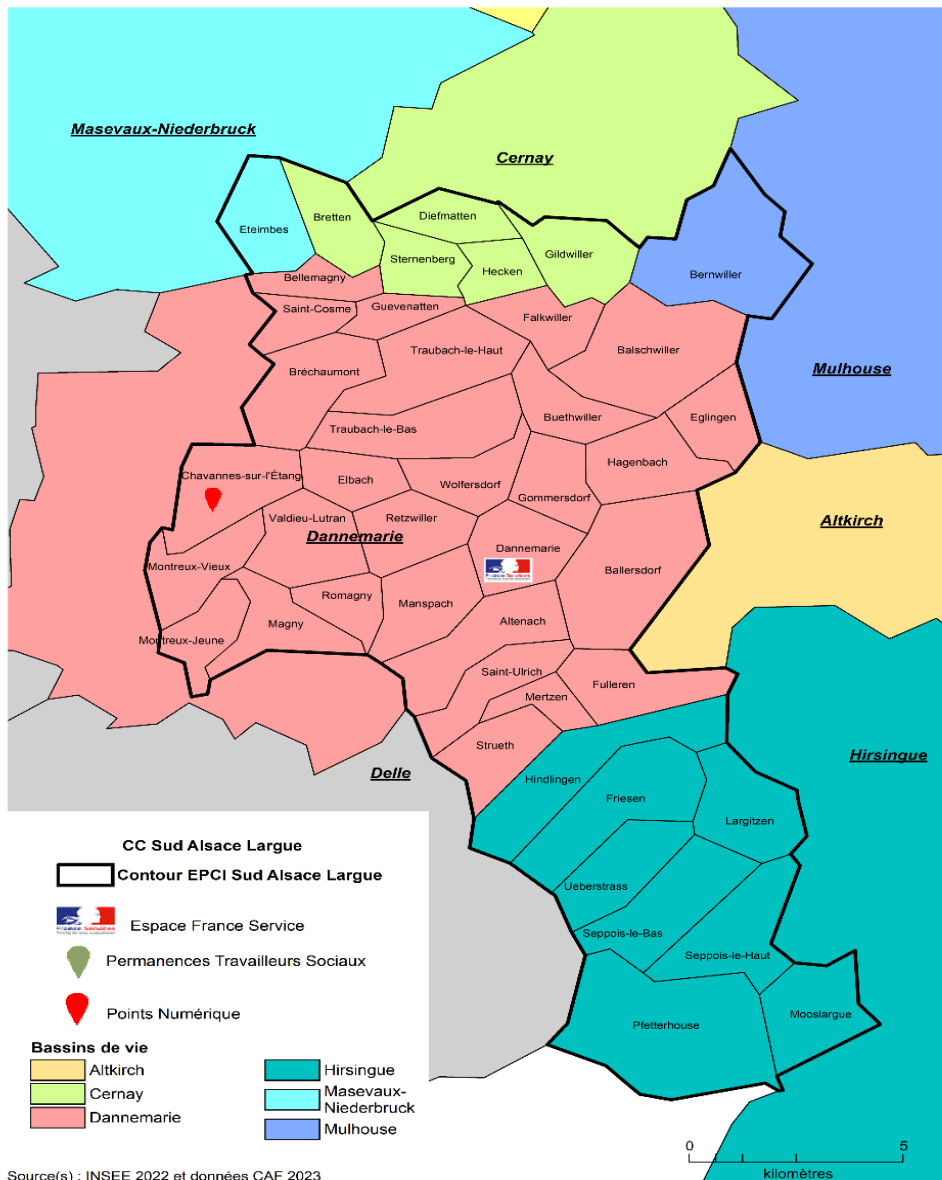 Masevaux-Niederbruck
Cernay
Bretten
Diefmatten
Eteimbes
Gildwiller
Sternenberg
Hecken
Bernwiller
Bellemagny
Saint-Cosme
Guevenatten
Falkwiller
Traubach-le-Haut
Balschwiller
Bréchaumont
Mulhouse
Buethwiller
Eglingen
Traubach-le-Bas
Hagenbach
Chavannes-sur-l'Étang
Elbach
Wolfersdorf
Gommersdorf
Valdieu-Lutran
Retzwiller
Altkirch
Dannemarie
Dannemarie
France Services
Montreux-Vieux
Ballersdorf
Romagny
Manspach
Magny
Altenach
Montreux-Jeune
Saint-Ulrich
Fulleren
Mertzen
Strueth
Hirsingue
Delle
Hindlingen
Friesen
Largitzen
Ueberstrass
Seppois-le-Bas
Seppois-le-Haut
Mooslargue
Pfetterhouse
CC Sud Alsace Largue
Contour EPCI Sud Alsace Largue
France Services
Espace France Service
Permanences Travailleurs Sociaux
Points Numérique
Bassins de vie
Altkirch
Cernay
Dannemarie
Hirsingue
Masevaux-
Niederbruck
Mulhouse
0 5
kilomètres
Source(s) : INSEE 2022 et données CAF 2023